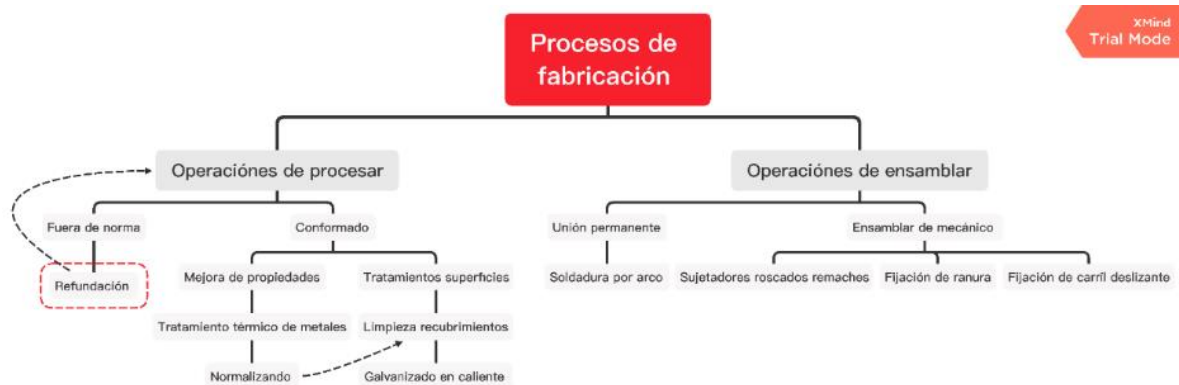 XMind
Trial Mode
Procesos de
fabricación
Operaciónes de procesar
Operaciónes de ensamblar
Fuera de norma
Conformado
Unión permanente
Ensamblar de mecánico
Refundación
Mejora de propiedades
Tratamientos superficies
Soldadura por arco
Sujetadores roscados remaches
Fijación de ranura
Fijación de carril deslizante
Tratamiento térmico de metales
Limpieza recubrimientos
Normalizando
Galvanizado en caliente